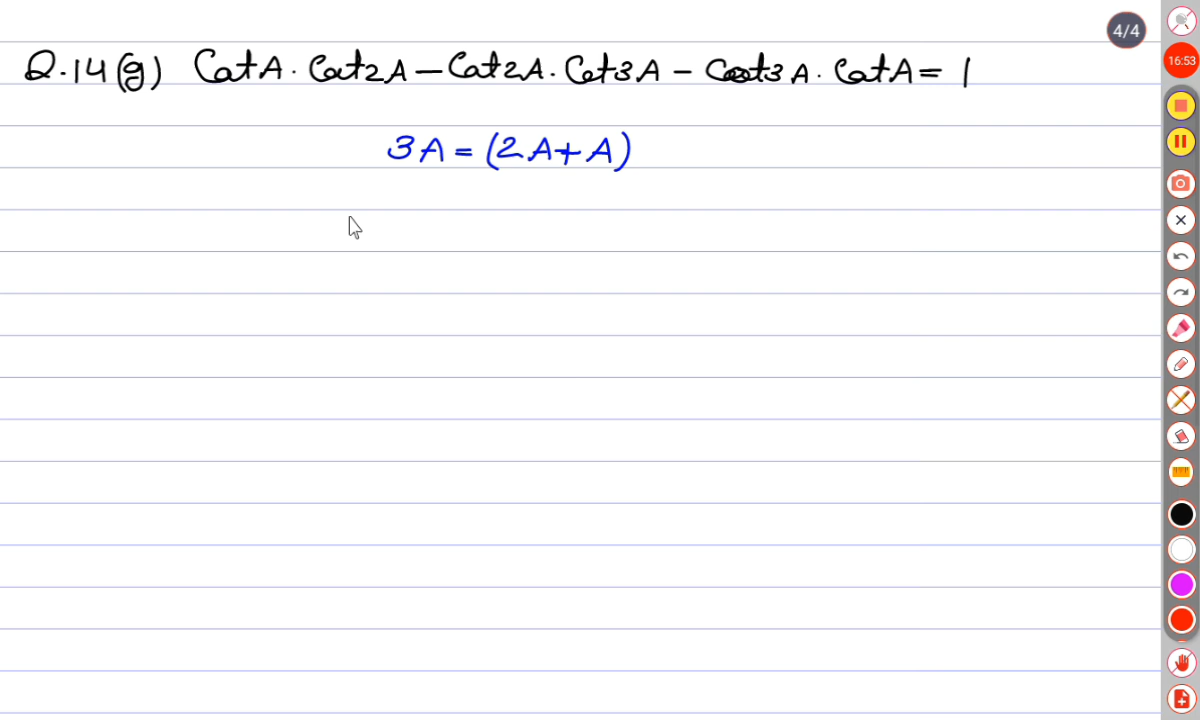 4/4
16:53
Q.14(g) CotA. Cot2A - Cot2A. Cot3A - Cot3A. CotA = 1
3A = (2A+A)